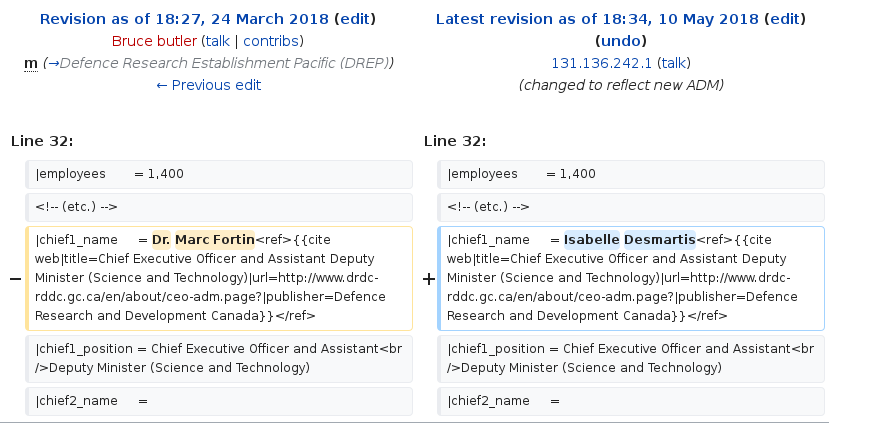 Revision as of 18:27, 24 March 2018 (edit)
Bruce butler (talk | contribs)
m (→Defence Research Establishment Pacific (DREP))
← Previous edit
Latest revision as of 18:34, 10 May 2018 (edit)
(undo)
131.136.242.1 (talk)
(changed to reflect new ADM)
Line 32:
Line 32:
|employees = 1,400
|employees = 1,400
<!-- (etc.) -->
<!-- (etc.) -->
−
|chief1_name = Dr. Marc Fortin<ref>{{cite
web|title=Chief Executive Officer and Assistant Deputy
Minister (Science and Technology)|url=http://www.drdc-
rddc.gc.ca/en/about/ceo-adm.page?|publisher=Defence
Research and Development Canada}}</ref>
+
|chief1_name = Isabelle Desmartis<ref>{{cite
web|title=Chief Executive Officer and Assistant Deputy
Minister (Science and Technology)|url=http://www.drdc-
rddc.gc.ca/en/about/ceo-adm.page?|publisher=Defence
Research and Development Canada}}</ref>
|chief1_position = Chief Executive Officer and Assistant<br
/>Deputy Minister (Science and Technology)
|chief1_position = Chief Executive Officer and Assistant<br
/>Deputy Minister (Science and Technology)
|chief2_name =
|chief2_name =